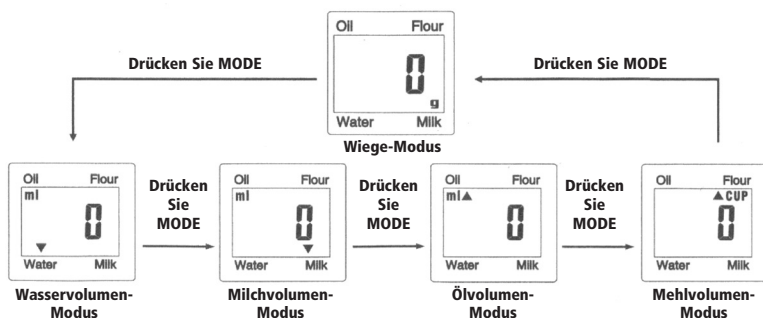 Oil Flour
0
g
Water Milk
Wiege-Modus
Drücken Sie MODE
Drücken Sie MODE
Oil Flour
ml
0
▼
Water Milk
Wasservolumen-
Modus
Drücken
Sie
MODE
Oil Flour
ml
0
▼
Water Milk
Milchvolumen-
Modus
Drücken
Sie
MODE
Oil Flour
ml▲
0
Water Milk
Ölvolumen-
Modus
Drücken
Sie
MODE
Oil Flour
▲CUP
0
Water Milk
Mehlvolumen-
Modus